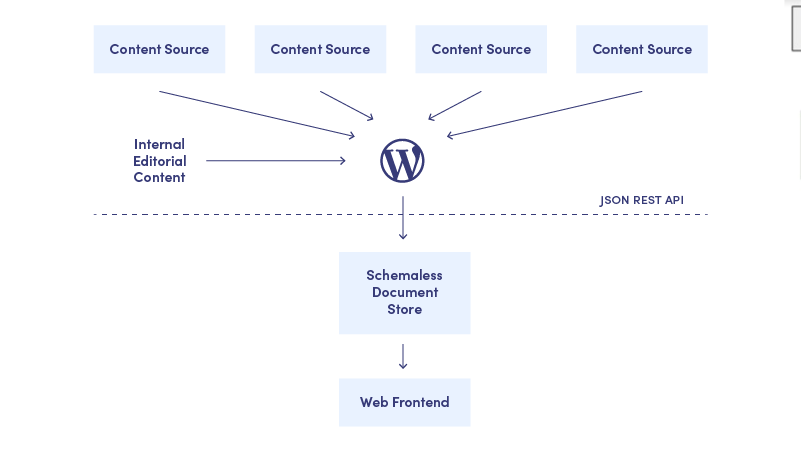 Content Source
Content Source
Content Source
Content Source
Internal
Editorial
Content
JSON REST API
Schemaless
Document
Store
Web Frontend